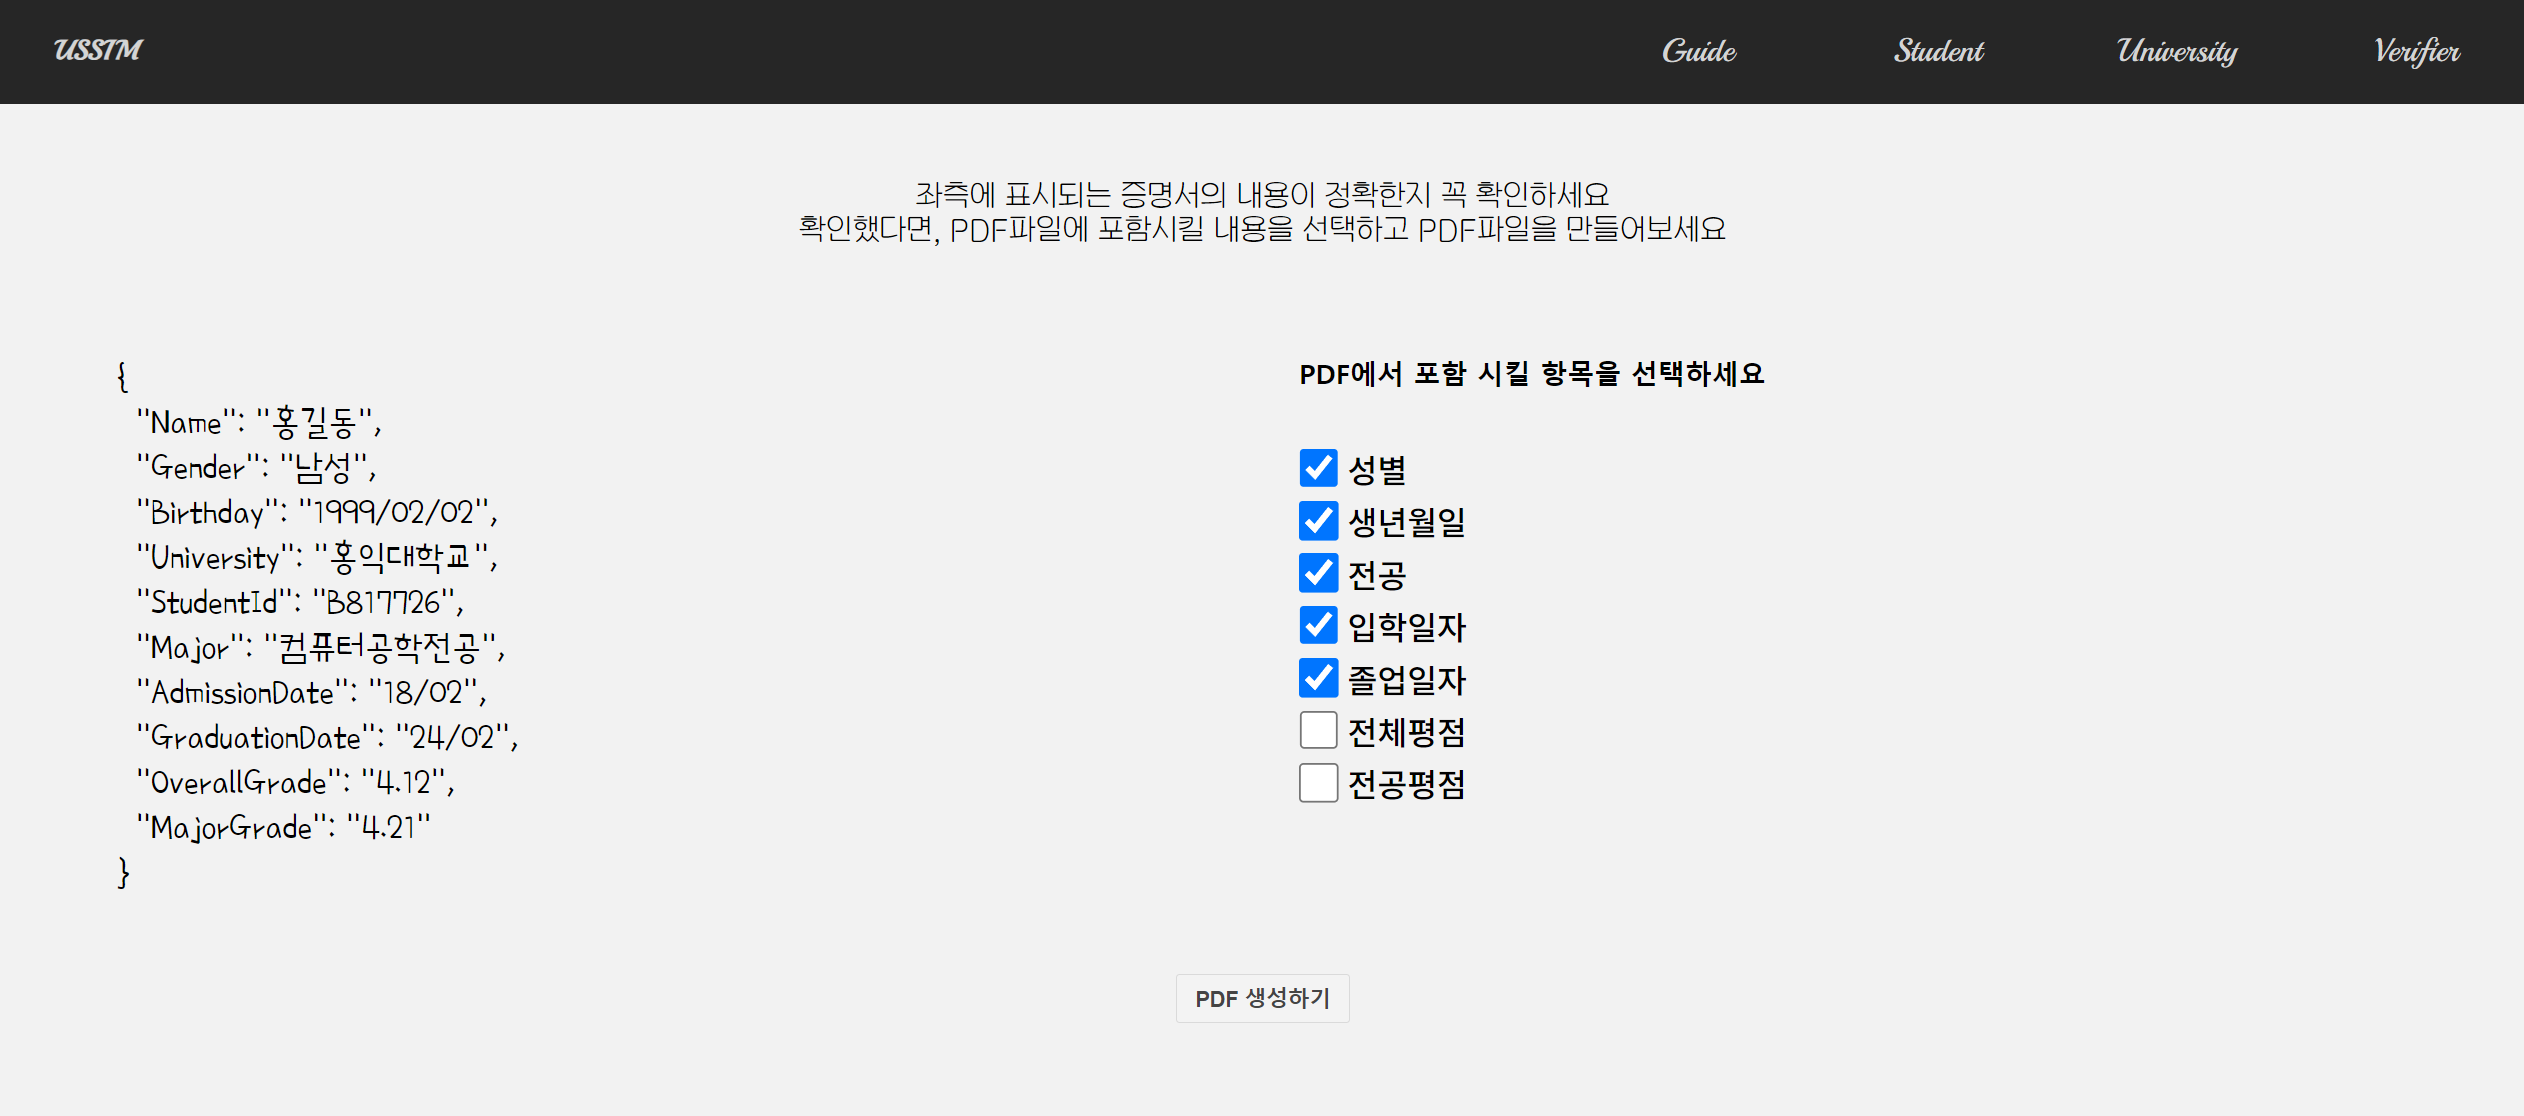 USSIM
Guide
Student
University
Verifier
좌측에 표시되는 증명서의 내용이 정확한지 꼭 확인하세요
확인했다면, PDF파일에 포함시킬 내용을 선택하고 PDF파일을 만들어보세요
{
"Name": "홍길동",
"Gender": "남성",
"Birthday": "1999/02/02",
"University": "홍익대학교",
"StudentId": "B817726",
"Major": "컴퓨터공학전공",
"AdmissionDate": "18/02",
"GraduationDate": "24/02",
"OverallGrade": "4.12",
"MajorGrade": "4.21"
}
PDF에서 포함 시킬 항목을 선택하세요
성별
생년월일
전공
입학일자
졸업일자
전체평점
전공평점
PDF 생성하기